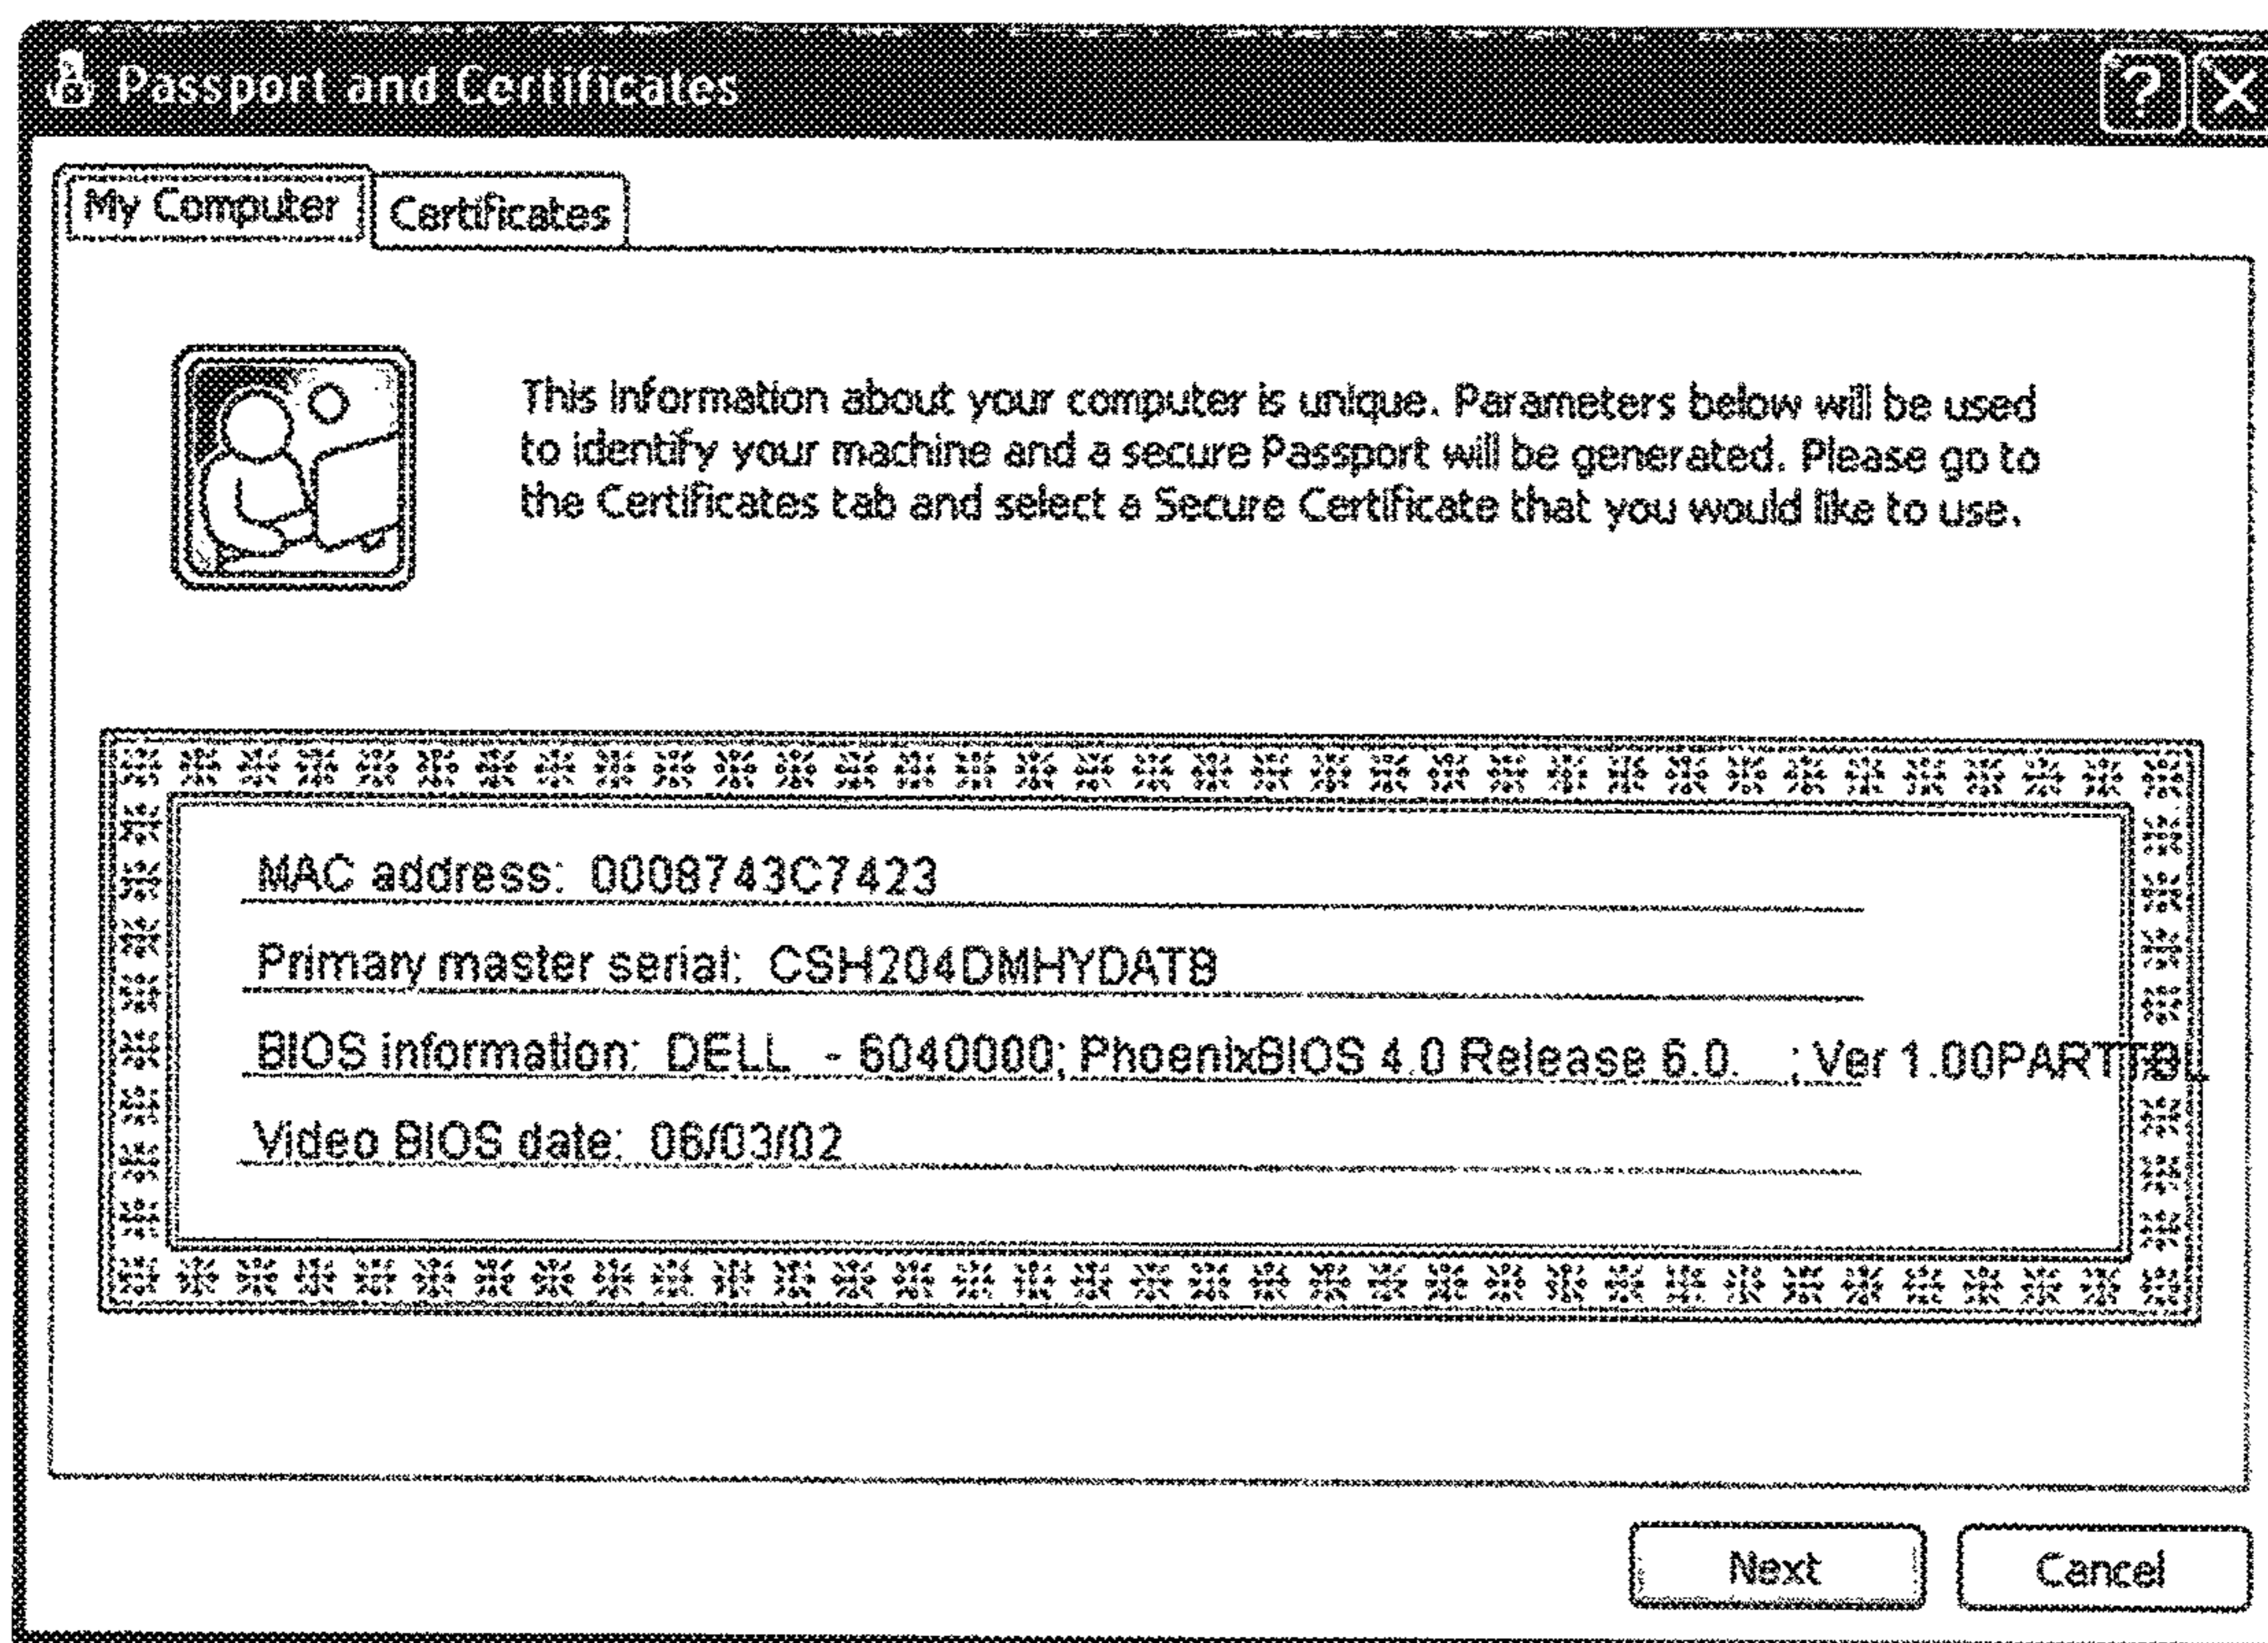 Passport and Certificates
My Computer
Certificates
This information about your computer is unique. Parameters below will be used
to identify your machine and a secure Passport will be generated. Please go to
the Certificates tab and select a Secure Certificate that you would like to use.
MAC address: 0008743C7423
Primary master serial: CSH204DMHYDATB
BIOS information: DELL - 6040000; PhoenixBIOS 4.0 Release 6.0. ; Ver 1.00PARTTBL
Video BIOS date: 06/03/02
Next
Cancel